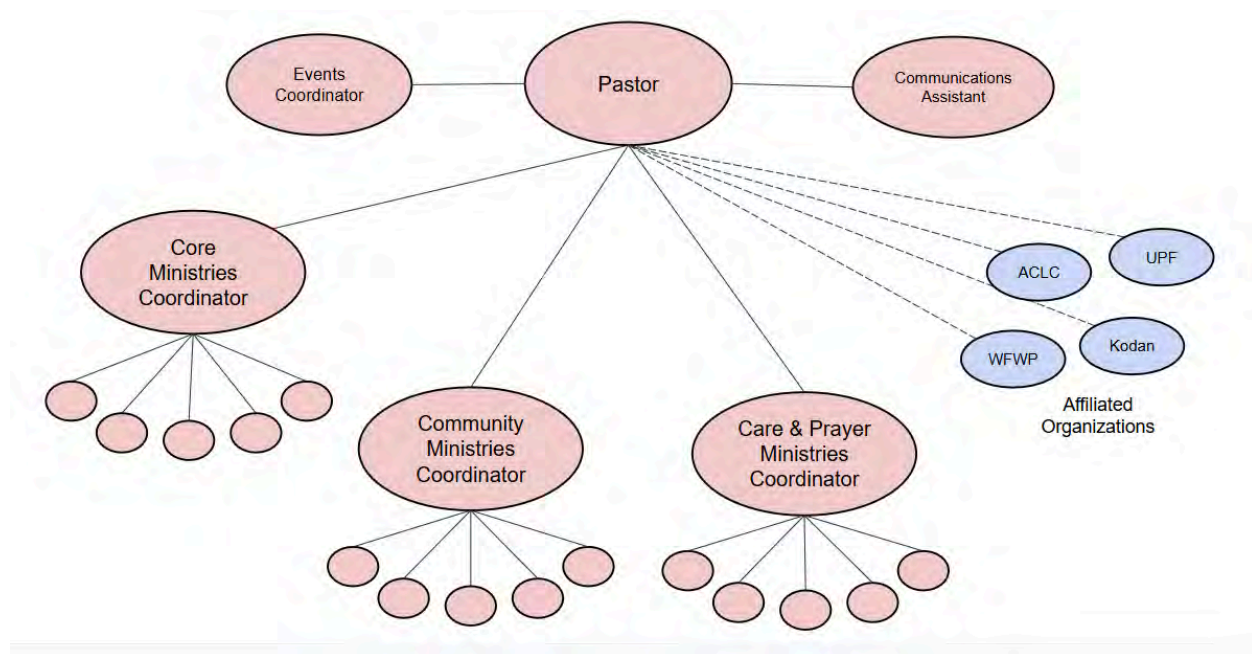 Events
Coordinator
Pastor
Communications
Assistant
Core
Ministries
Coordinator
ACLC
UPF
WFWP
Kodan
Affiliated
Organizations
Community
Ministries
Coordinator
Care & Prayer
Ministries
Coordinator